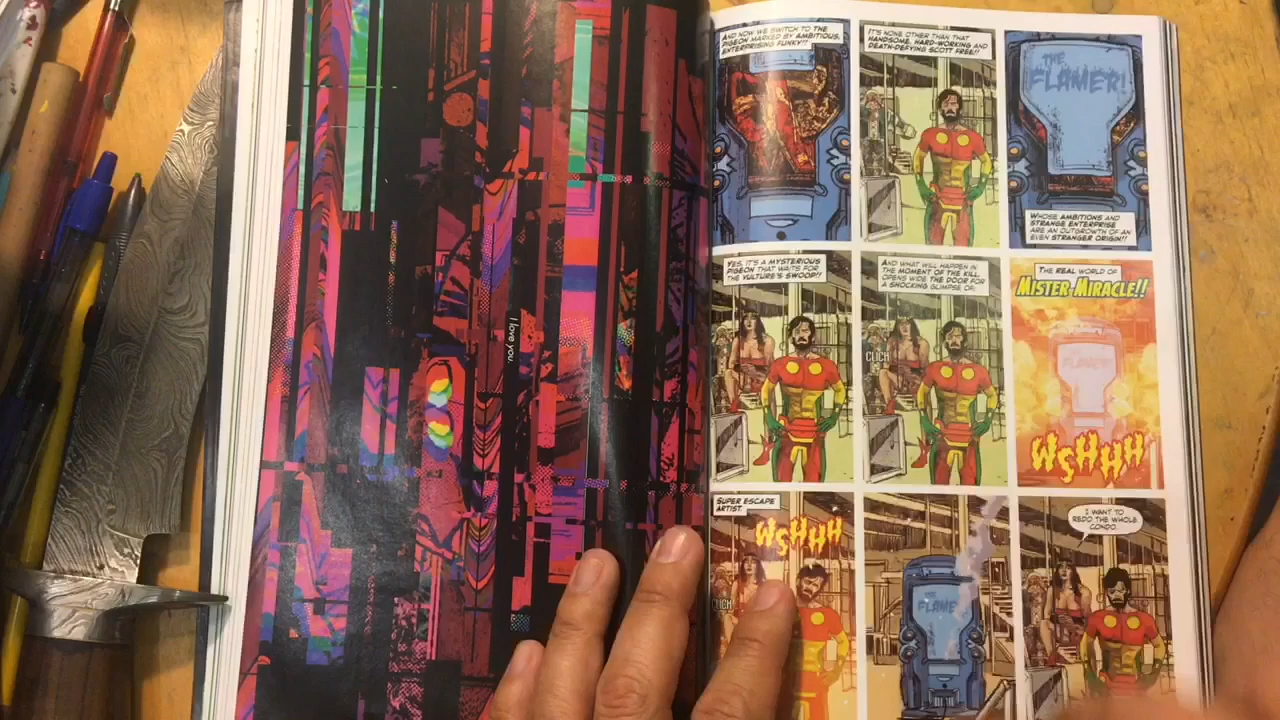 I love you.
AND NOW WE SWITCH TO THE
PIGEON MARKED BY AMBITIOUS,
ENTERPRISING FUNKY!!
IT'S NONE OTHER THAN THAT
HANDSOME, HARD-WORKING AND
DEATH-DEFYING SCOTT FREE!!
THE
FLAMER!
WHOSE AMBITIONS AND
STRANGE ENTERPRISE
ARE AN OUTGROWTH OF AN
EVEN STRANGER ORIGIN!!
YES, IT'S A MYSTERIOUS
PIGEON THAT WAITS FOR
THE VULTURE'S SWOOP!!
AND WHAT WILL HAPPEN IN
THE MOMENT OF THE KILL,
OPENS WIDE THE DOOR FOR
A SHOCKING GLIMPSE OF:
CLICK
THE REAL WORLD OF
MISTER MIRACLE!!
FLAMER!
WSHHH
SUPER ESCAPE
ARTIST.
WSHHH
CLICK
THE
FLAME
I WANT TO
REDO THE WHOLE
CONDO.